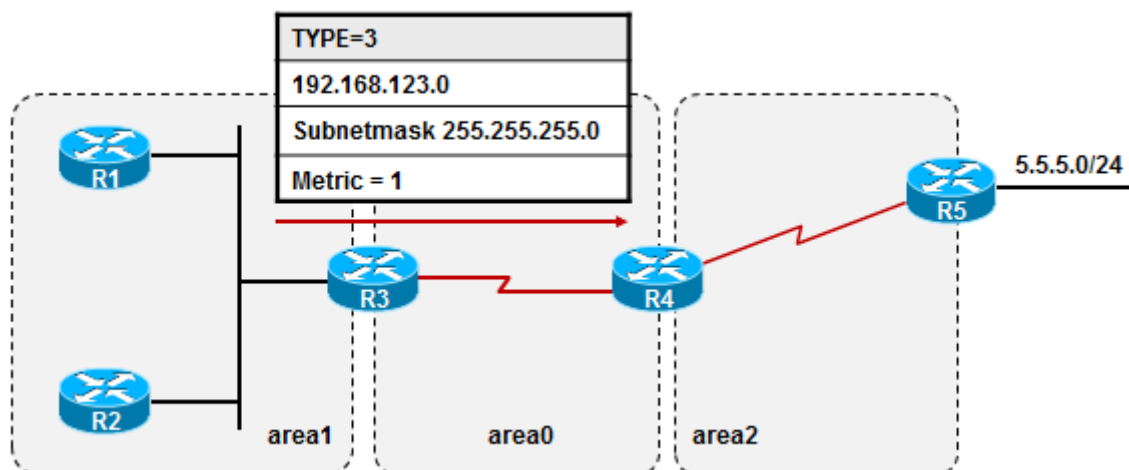 TYPE=3
192.168.123.0
Subnetmask 255.255.255.0
Metric = 1
R1
R2
R3
R4
R5
5.5.5.0/24
area1
area0
area2